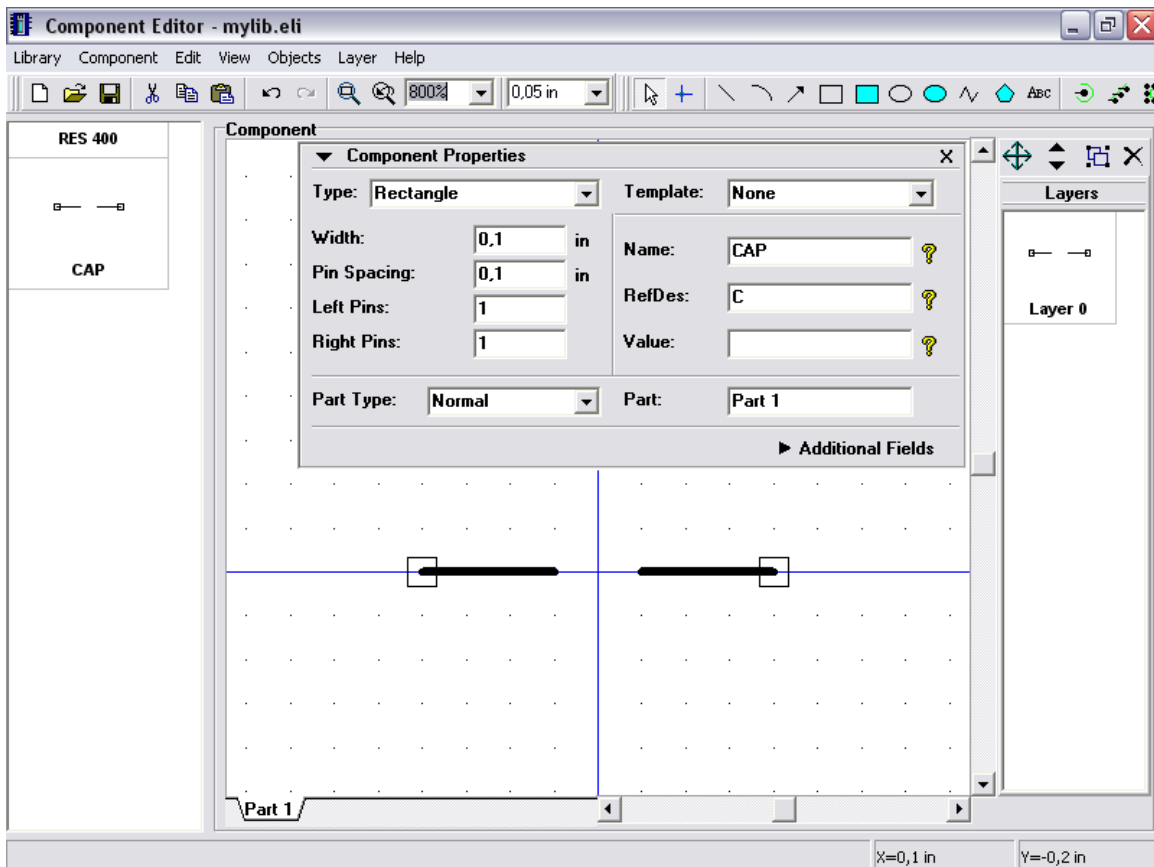 Component Editor - mylib.eli
Library Component Edit View Objects Layer Help
800% 0,05 in ABC
RES 400
CAP
Component
Component Properties X
Type: Rectangle Template: None
Width: 0,1 in
Pin Spacing: 0,1 in
Left Pins: 1
Right Pins: 1
Name: CAP
RefDes: C
Value:
Part Type: Normal Part: Part 1
Additional Fields
Layers
Layer 0
Part 1
X=0,1 in Y=-0,2 in